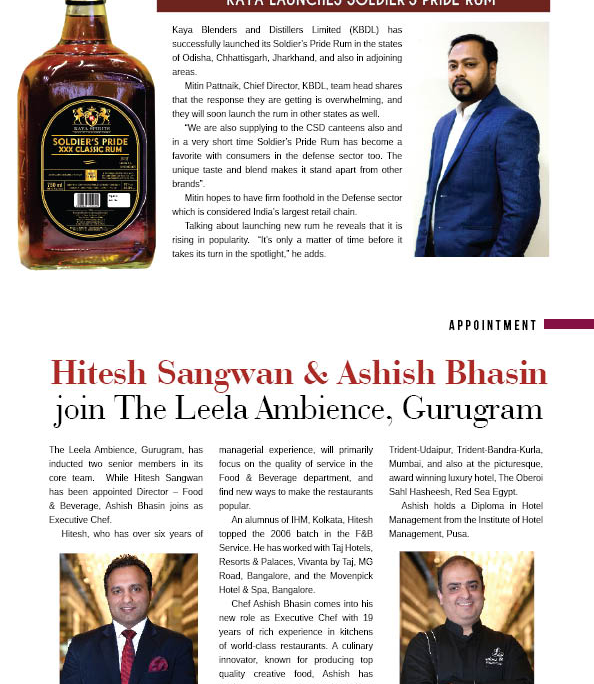 KAYA LAUNCHES SOLDIER'S PRIDE RUM
Kaya Blenders and Distillers Limited (KBDL) has
successfully launched its Soldier's Pride Rum in the states
of Odisha, Chhattisgarh, Jharkhand, and also in adjoining
areas.
Mitin Pattnaik, Chief Director, KBDL, team head shares
that the response they are getting is overwhelming, and
they will soon launch the rum in other states as well.
"We are also supplying to the CSD canteens also and
in a very short time Soldier's Pride Rum has become a
favorite with consumers in the defense sector too. The
unique taste and blend makes it stand apart from other
brands".
Mitin hopes to have firm foothold in the Defense sector
which is considered India's largest retail chain.
Talking about launching new rum he reveals that it is
rising in popularity. "It's only a matter of time before it
takes its turn in the spotlight," he adds.
KAYA SPIRITS
SOLDIER'S PRIDE
XXX CLASSIC RUM
750 ml
APPOINTMENT
Hitesh Sangwan & Ashish Bhasin
join The Leela Ambience, Gurugram
The Leela Ambience, Gurugram, has
inducted two senior members in its
core team. While Hitesh Sangwan
has been appointed Director – Food
& Beverage, Ashish Bhasin joins as
Executive Chef.
Hitesh, who has over six years of
managerial experience, will primarily
focus on the quality of service in the
Food & Beverage department, and
find new ways to make the restaurants
popular.
An alumnus of IHM, Kolkata, Hitesh
topped the 2006 batch in the F&B
Service. He has worked with Taj Hotels,
Resorts & Palaces, Vivanta by Taj, MG
Road, Bangalore, and the Movenpick
Hotel & Spa, Bangalore.
Chef Ashish Bhasin comes into his
new role as Executive Chef with 19
years of rich experience in kitchens
of world-class restaurants. A culinary
innovator, known for producing top
quality creative food, Ashish has
Trident-Udaipur, Trident-Bandra-Kurla,
Mumbai, and also at the picturesque,
award winning luxury hotel, The Oberoi
Sahl Hasheesh, Red Sea Egypt.
Ashish holds a Diploma in Hotel
Management from the Institute of Hotel
Management, Pusa.